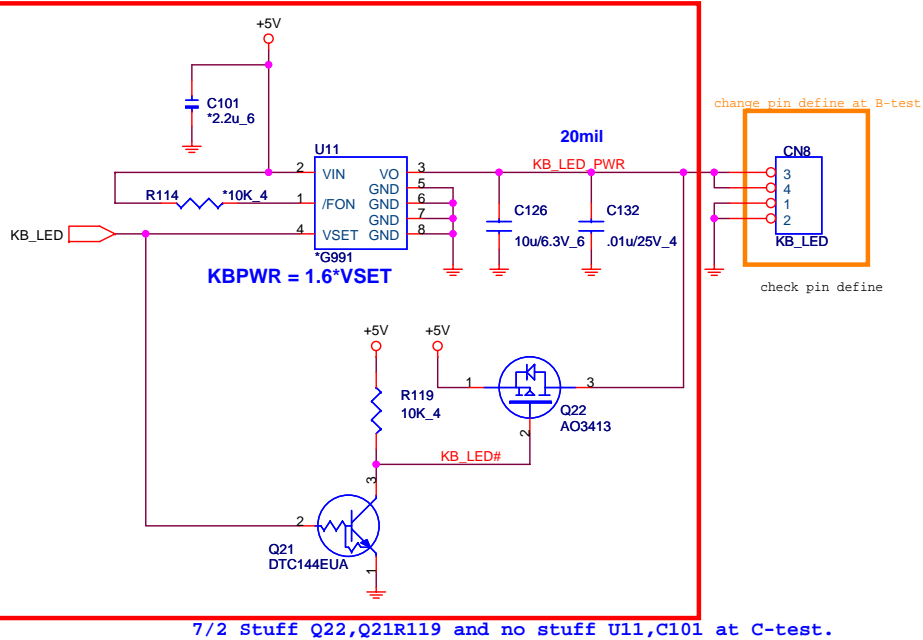 +5V
C101
*2.2u_6
change pin define at B-test
20mil
U11
CN8
2 VIN VO 3
KB_LED_PWR
3
GND 5
4
R114 *10K_4
1 /FON GND 6
1
GND 7
2
KB_LED
4 VSET GND 8
C126
10u/6.3V_6
C132
.01u/25V_4
KB_LED
*G991
KBPWR = 1.6*VSET
check pin define
+5V
+5V
R119
10K_4
1
3
Q22
AO3413
2
KB_LED#
3
2
Q21
DTC144EUA
1
7/2 Stuff Q22,Q21R119 and no stuff U11,C101 at C-test.